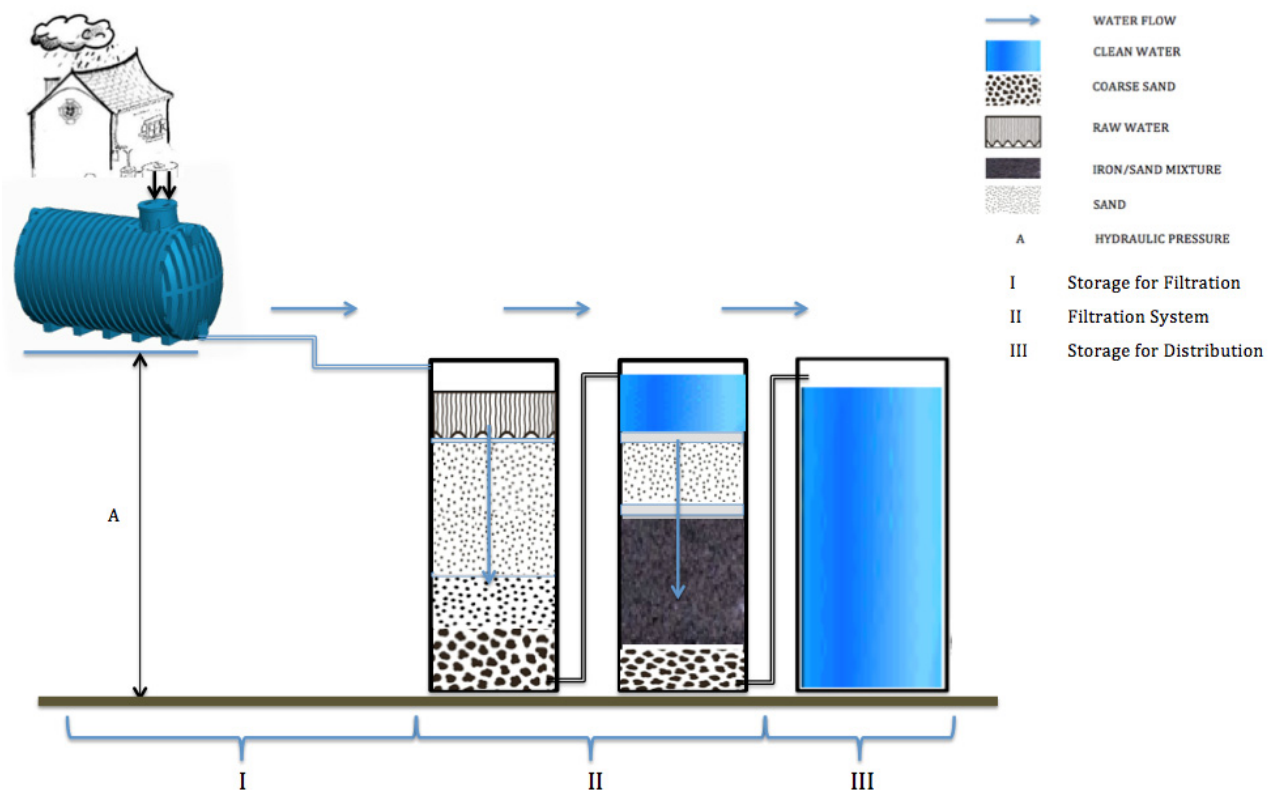 WATER FLOW
CLEAN WATER
COARSE SAND
RAW WATER
IRON/SAND MIXTURE
SAND
A HYDRAULIC PRESSURE
I Storage for Filtration
II Filtration System
III Storage for Distribution
A
I II III